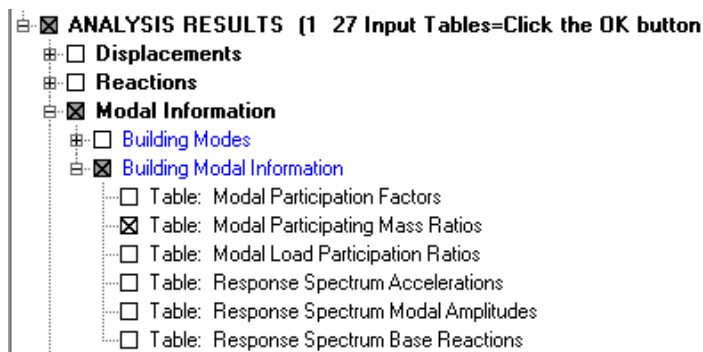 ANALYSIS RESULTS (1 27 Input Tables=Click the OK button
Displacements
Reactions
Modal Information
Building Modes
Building Modal Information
Table: Modal Participation Factors
Table: Modal Participating Mass Ratios
Table: Modal Load Participation Ratios
Table: Response Spectrum Accelerations
Table: Response Spectrum Modal Amplitudes
Table: Response Spectrum Base Reactions